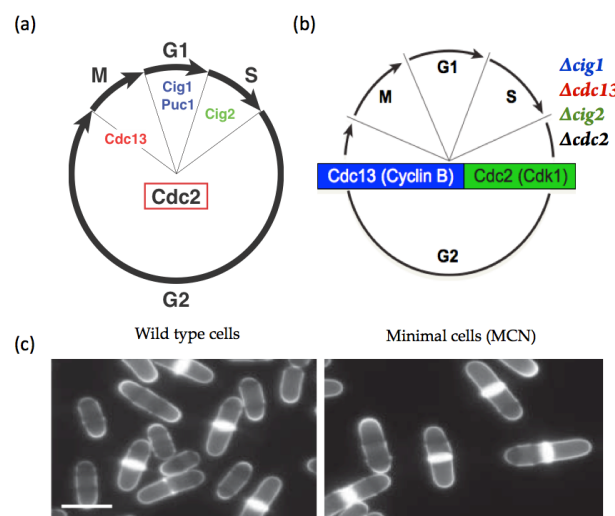 (a)
G1
M
S
Cig1
Puc1
Cig2
Cdc13
Cdc2
G2
(b)
G1
M
S
Δcig1
Δcdc13
Δcig2
Δcdc2
Cdc13 (Cyclin B)
Cdc2 (Cdk1)
G2
(c)
Wild type cells
Minimal cells (MCN)